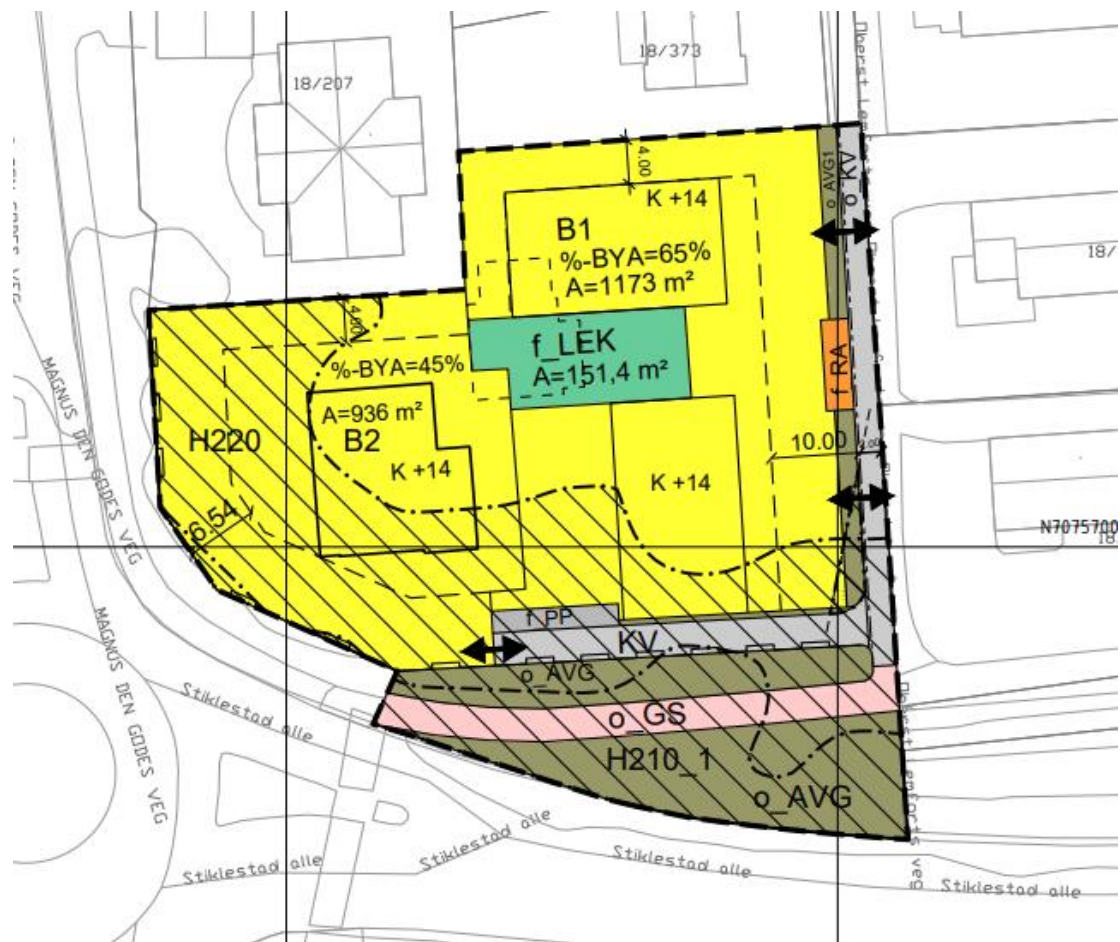 18/207
18/373
4.00
o_AVG1
o_KV
K +14
B1
%-BYA=65%
A=1173 m²
18/
4.00
f_LEK
A=151,4 m²
f_RA
%-BYA=45%
A=936 m²
B2
K +14
H220
10.00
K +14
6.54
N7075700
18
MAGNUS DEN GODES VEG
MAGNUS DEN GODES VEG
f_PP
KV
o_AVG
o_GS
H210_1
o_AVG
Stiklestad alle
Stiklestad alle
Stiklestad alle
Stiklestad alle
Stiklestad alle
veg